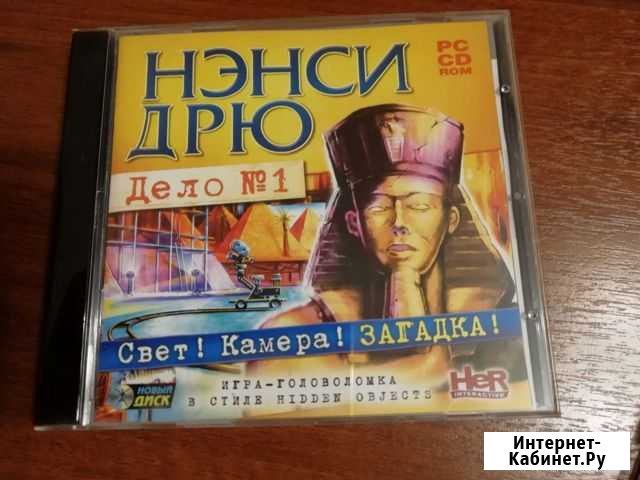 НЭНСИ
ДРЮ
PC
CD
ROM
Дело №1
Свет! Камера! ЗАГАДКА!
НОВЫЙ
ДИСК
ИГРА-ГОЛОВОЛОМКА
В СТИЛЕ HIDDEN OBJECTS
HeR
INTERACTIVE
Интернет-
Кабинет.Ру